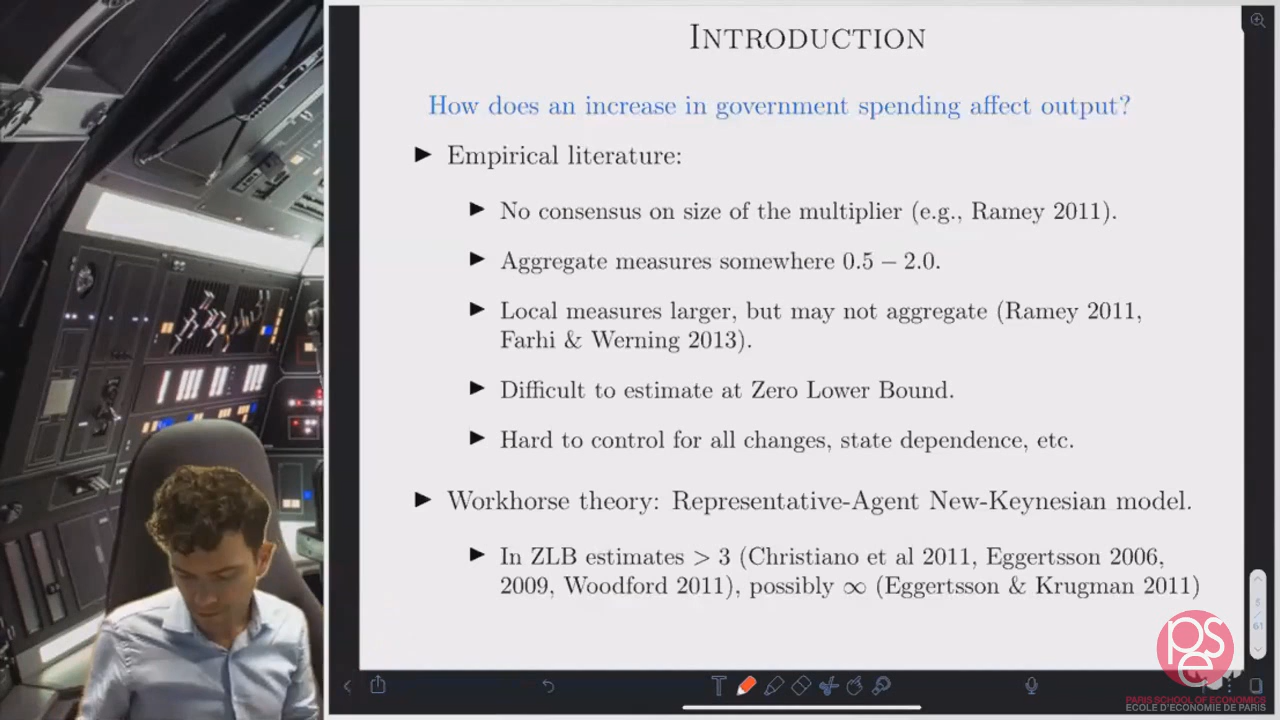 INTRODUCTION
How does an increase in government spending affect output?
Empirical literature:
No consensus on size of the multiplier (e.g., Ramey 2011).
Aggregate measures somewhere 0.5 − 2.0.
Local measures larger, but may not aggregate (Ramey 2011,
Farhi & Werning 2013).
Difficult to estimate at Zero Lower Bound.
Hard to control for all changes, state dependence, etc.
Workhorse theory: Representative-Agent New-Keynesian model.
In ZLB estimates > 3 (Christiano et al 2011, Eggertsson 2006,
2009, Woodford 2011), possibly ∞ (Eggertsson & Krugman 2011)
61
pse
PARIS SCHOOL OF ECONOMICS
ECOLE D'ECONOMIE DE PARIS